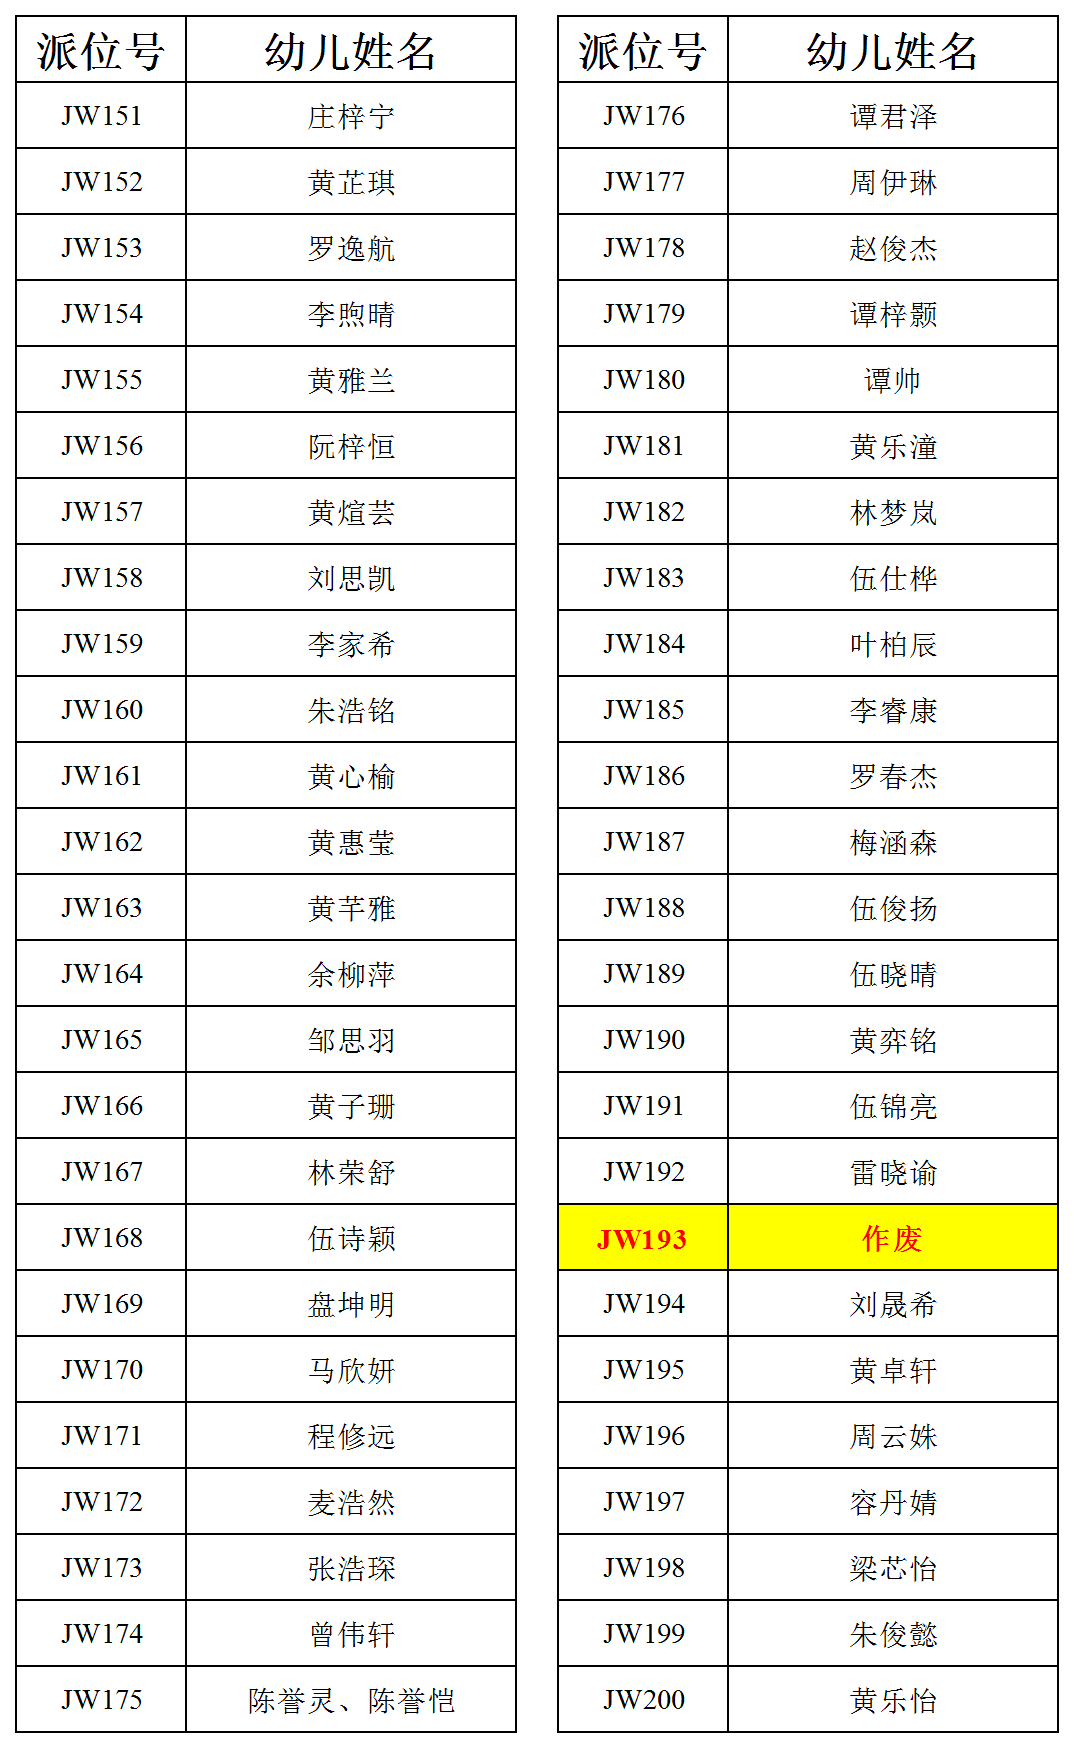 派位号 幼儿姓名
JW151 庄梓宁
JW152 黄芷琪
JW153 罗逸航
JW154 李煦晴
JW155 黄雅兰
JW156 阮梓恒
JW157 黄煊芸
JW158 刘思凯
JW159 李家希
JW160 朱浩铭
JW161 黄心榆
JW162 黄惠莹
JW163 黄芊雅
JW164 余柳萍
JW165 邹思羽
JW166 黄子珊
JW167 林荣舒
JW168 伍诗颖
JW169 盘坤明
JW170 马欣妍
JW171 程修远
JW172 麦浩然
JW173 张浩琛
JW174 曾伟轩
JW175 陈誉灵、陈誉恺
派位号 幼儿姓名
JW176 谭君泽
JW177 周伊琳
JW178 赵俊杰
JW179 谭梓颢
JW180 谭帅
JW181 黄乐潼
JW182 林梦岚
JW183 伍仕桦
JW184 叶柏辰
JW185 李睿康
JW186 罗春杰
JW187 梅涵森
JW188 伍俊扬
JW189 伍晓晴
JW190 黄弈铭
JW191 伍锦亮
JW192 雷晓谕
JW193 作废
JW194 刘晟希
JW195 黄卓轩
JW196 周云姝
JW197 容丹婧
JW198 梁芯怡
JW199 朱俊懿
JW200 黄乐怡